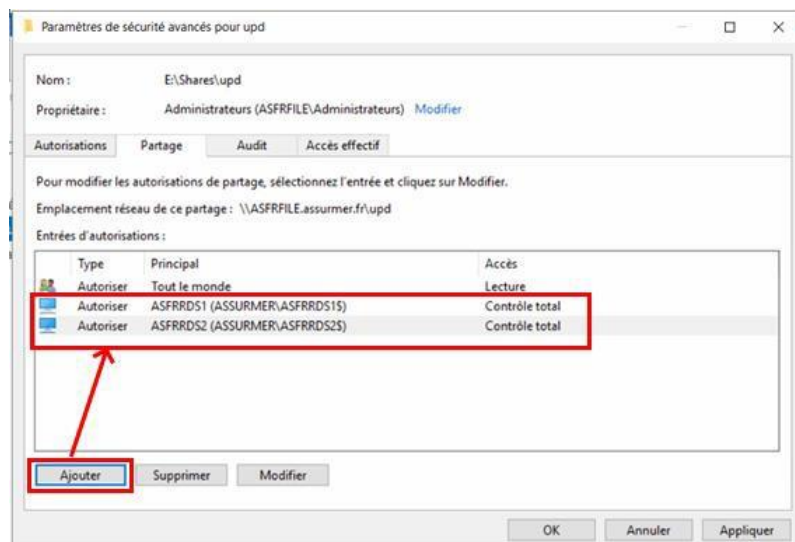 Paramètres de sécurité avancés pour upd
Nom : E:\Shares\upd
Propriétaire : Administrateurs (ASFRFILE\Administrateurs) Modifier
Autorisations Partage Audit Accès effectif
Pour modifier les autorisations de partage, sélectionnez l'entrée et cliquez sur Modifier.
Emplacement réseau de ce partage : \\ASFRFILE.assurmer.fr\upd
Entrées d'autorisations :
Type Principal Accès
Autoriser Tout le monde Lecture
Autoriser ASFRRDS1 (ASSURMER\ASFRRDS1$) Contrôle total
Autoriser ASFRRDS2 (ASSURMER\ASFRRDS2$) Contrôle total
Ajouter Supprimer Modifier
OK Annuler Appliquer